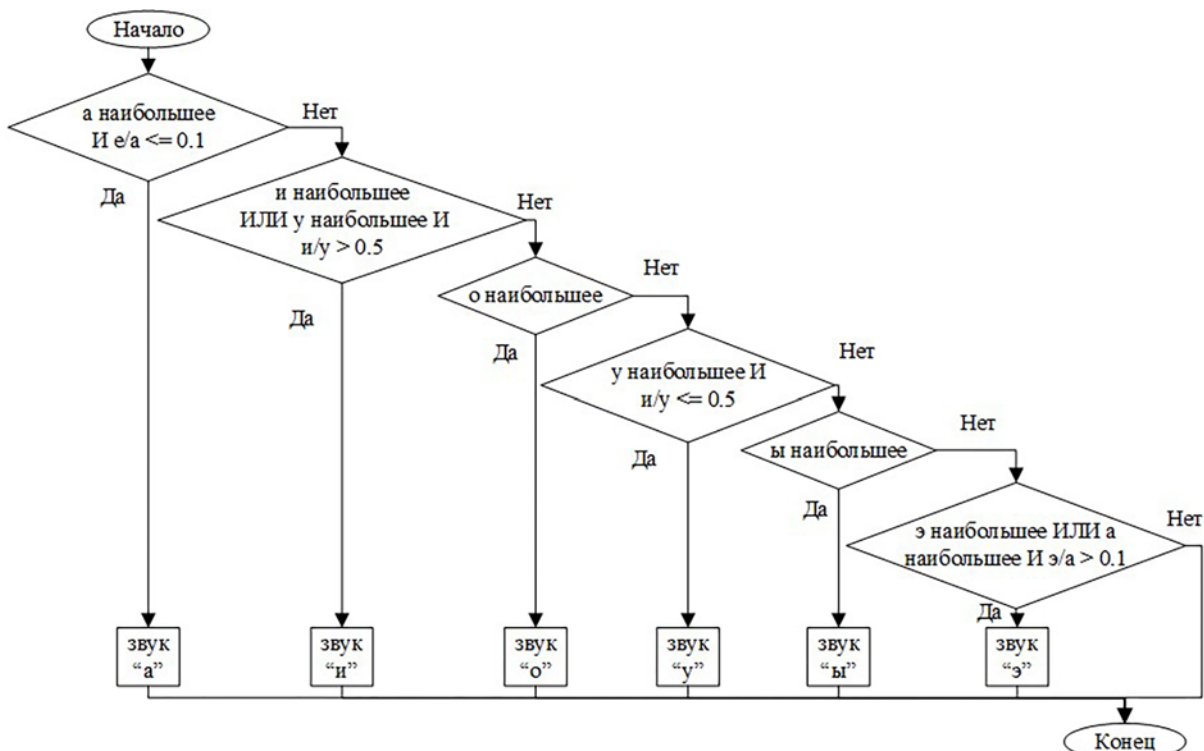 Начало
а наибольшее
И е/а <= 0.1
Нет
Да
и наибольшее
ИЛИ у наибольшее И
и/у > 0.5
Нет
Да
о наибольшее
Нет
Да
у наибольшее И
и/у <= 0.5
Нет
Да
ы наибольшее
Нет
Да
э наибольшее ИЛИ а
наибольшее И э/а > 0.1
Нет
Да
звук
“а”
звук
“и”
звук
“о”
звук
“у”
звук
“ы”
звук
“э”
Конец